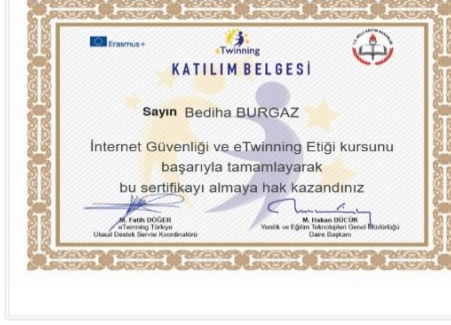 Erasmus+
eTwinning
KATILIM BELGESİ
Sayın Bediha BURGAZ
İnternet Güvenliği ve eTwinning Etiği kursunu
başarıyla tamamlayarak
bu sertifikayı almaya hak kazandınız
M. Fatih DÖĞER
eTwinning Türkiye
Ulusal Destek Servisi Koordinatörü
M. Hakan BÜCÜK
Yenilik ve Eğitim Teknolojileri Genel Müdürlüğü
Daire Başkanı